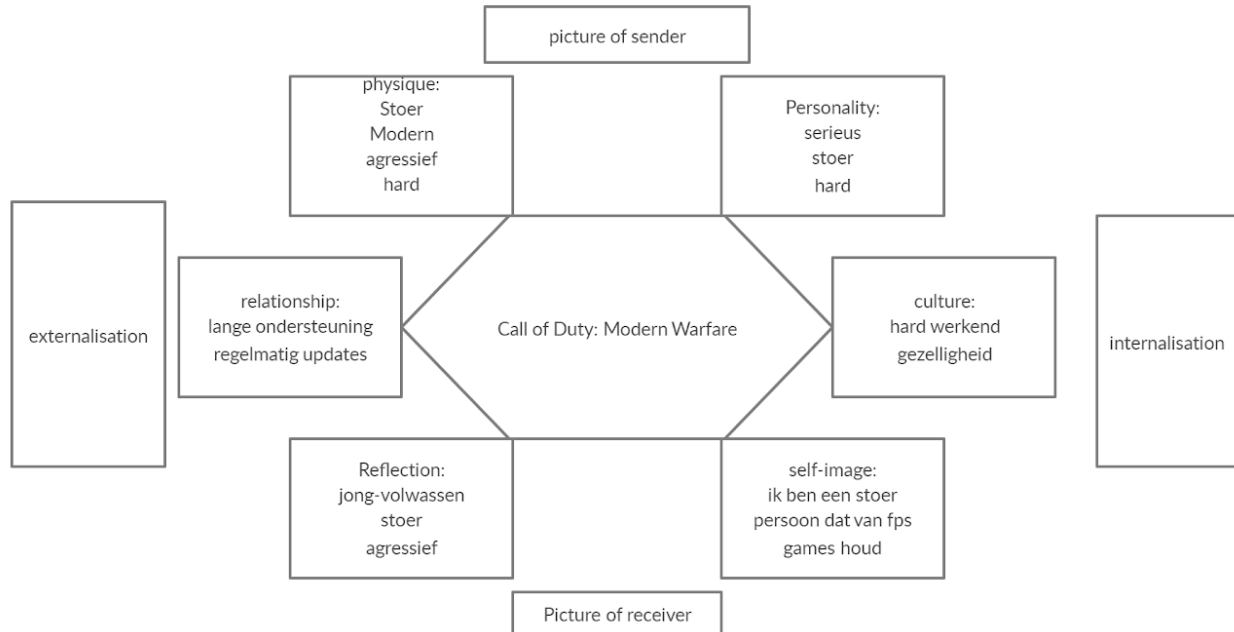 picture of sender
physique:
Stoer
Modern
agressief
hard
Personality:
serieus
stoer
hard
externalisation
relationship:
lange ondersteuning
regelmatig updates
Call of Duty: Modern Warfare
culture:
hard werkend
gezelligheid
internalisation
Reflection:
jong-volwassen
stoer
agressief
self-image:
ik ben een stoer
persoon dat van fps
games houd
Picture of receiver